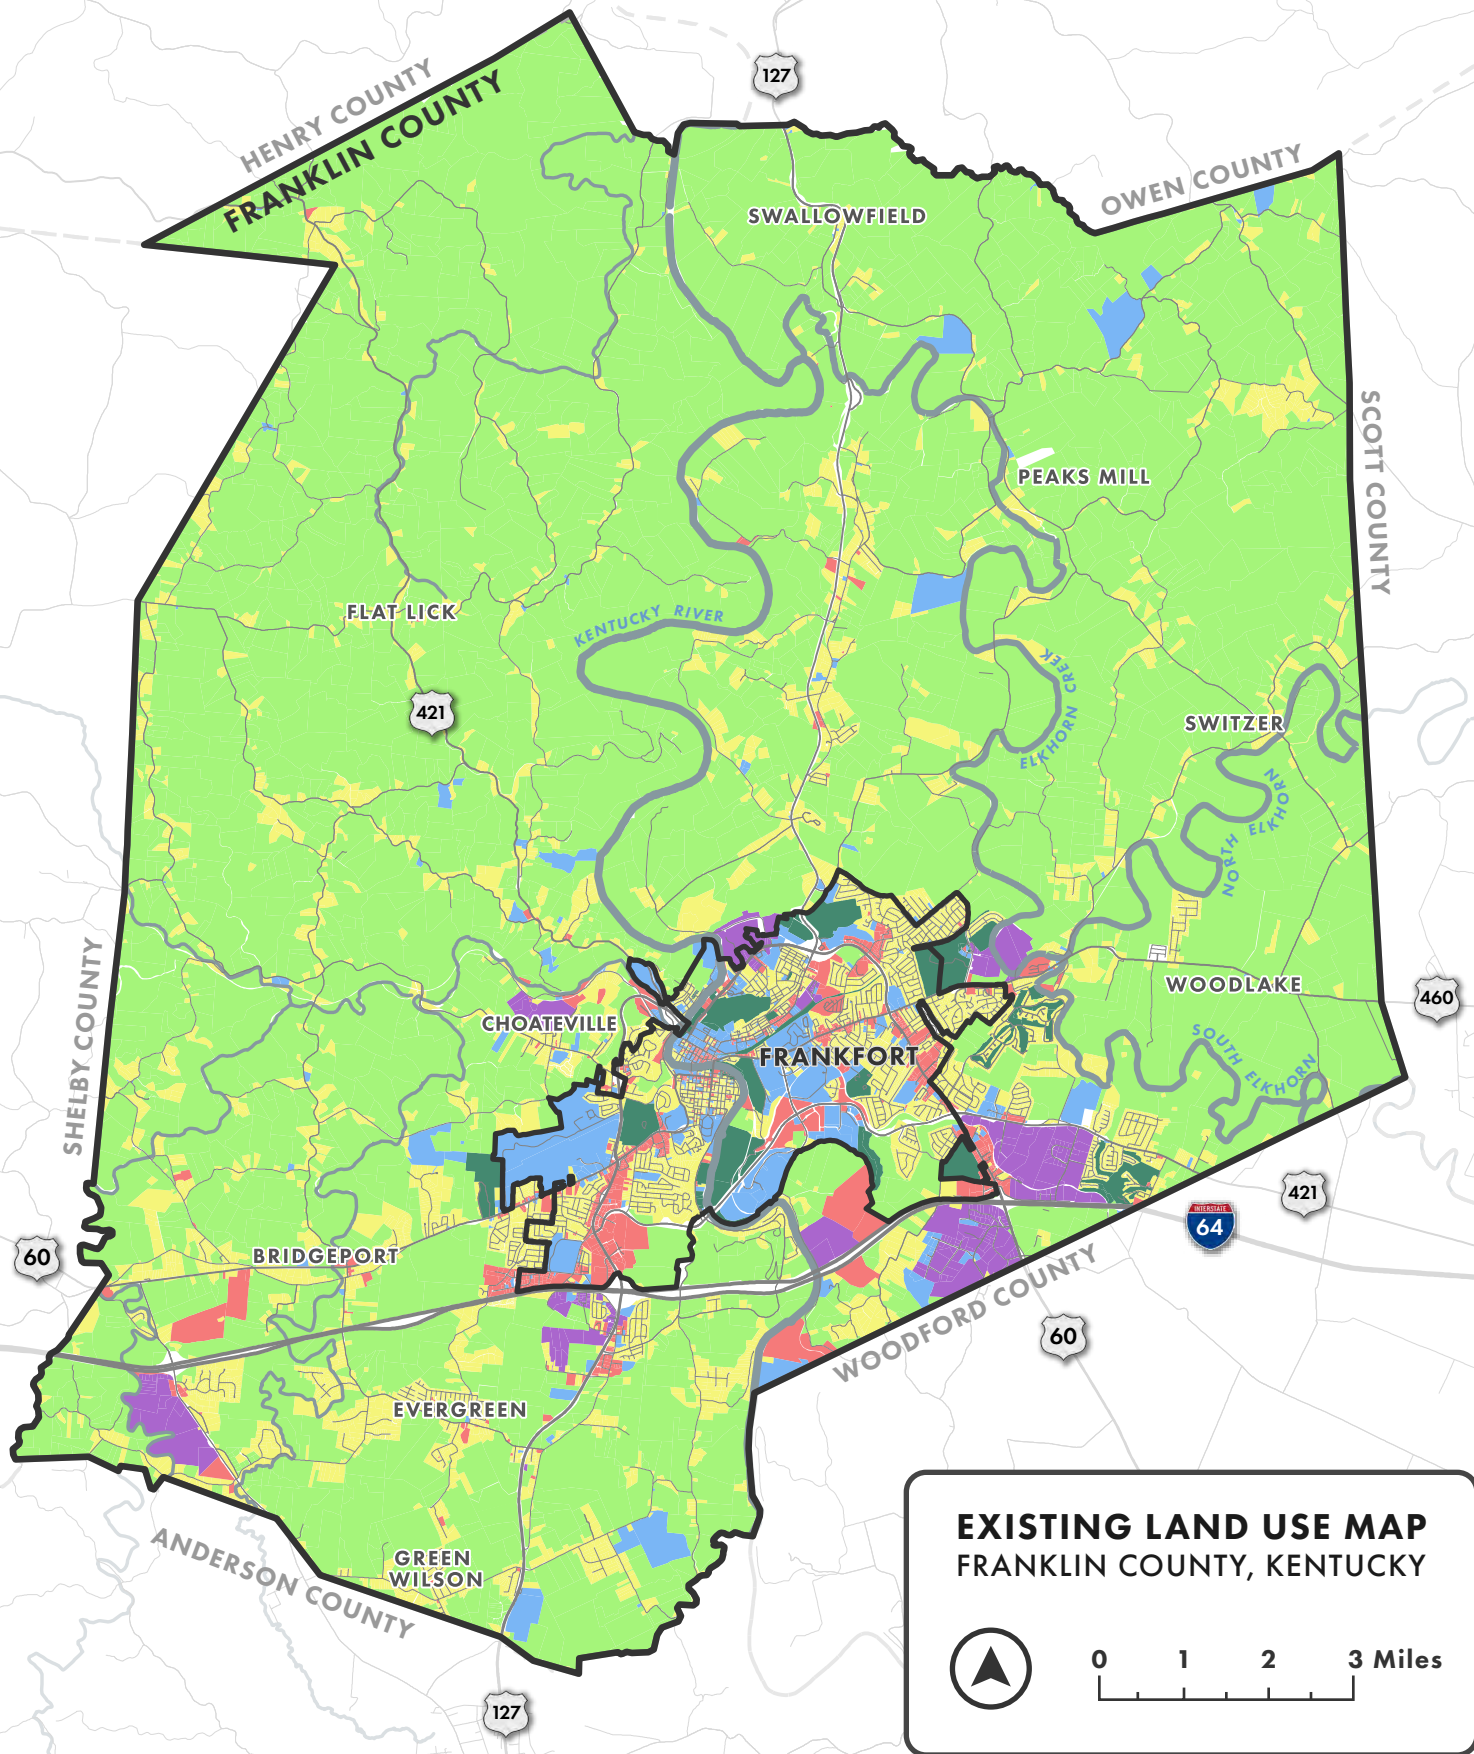 127
HENRY COUNTY
FRANKLIN COUNTY
OWEN COUNTY
SWALLOWFIELD
SCOTT COUNTY
PEAKS MILL
FLAT LICK
KENTUCKY RIVER
ELKHORN CREEK
421
SWITZER
NORTH ELKHORN
SHELBY COUNTY
WOODLAKE
460
CHOATEVILLE
FRANKFORT
SOUTH ELKHORN
421
INTERSTATE
64
60
BRIDGEPORT
WOODFORD COUNTY
60
EVERGREEN
ANDERSON COUNTY
GREEN
WILSON
127
EXISTING LAND USE MAP
FRANKLIN COUNTY, KENTUCKY
0 1 2 3 Miles